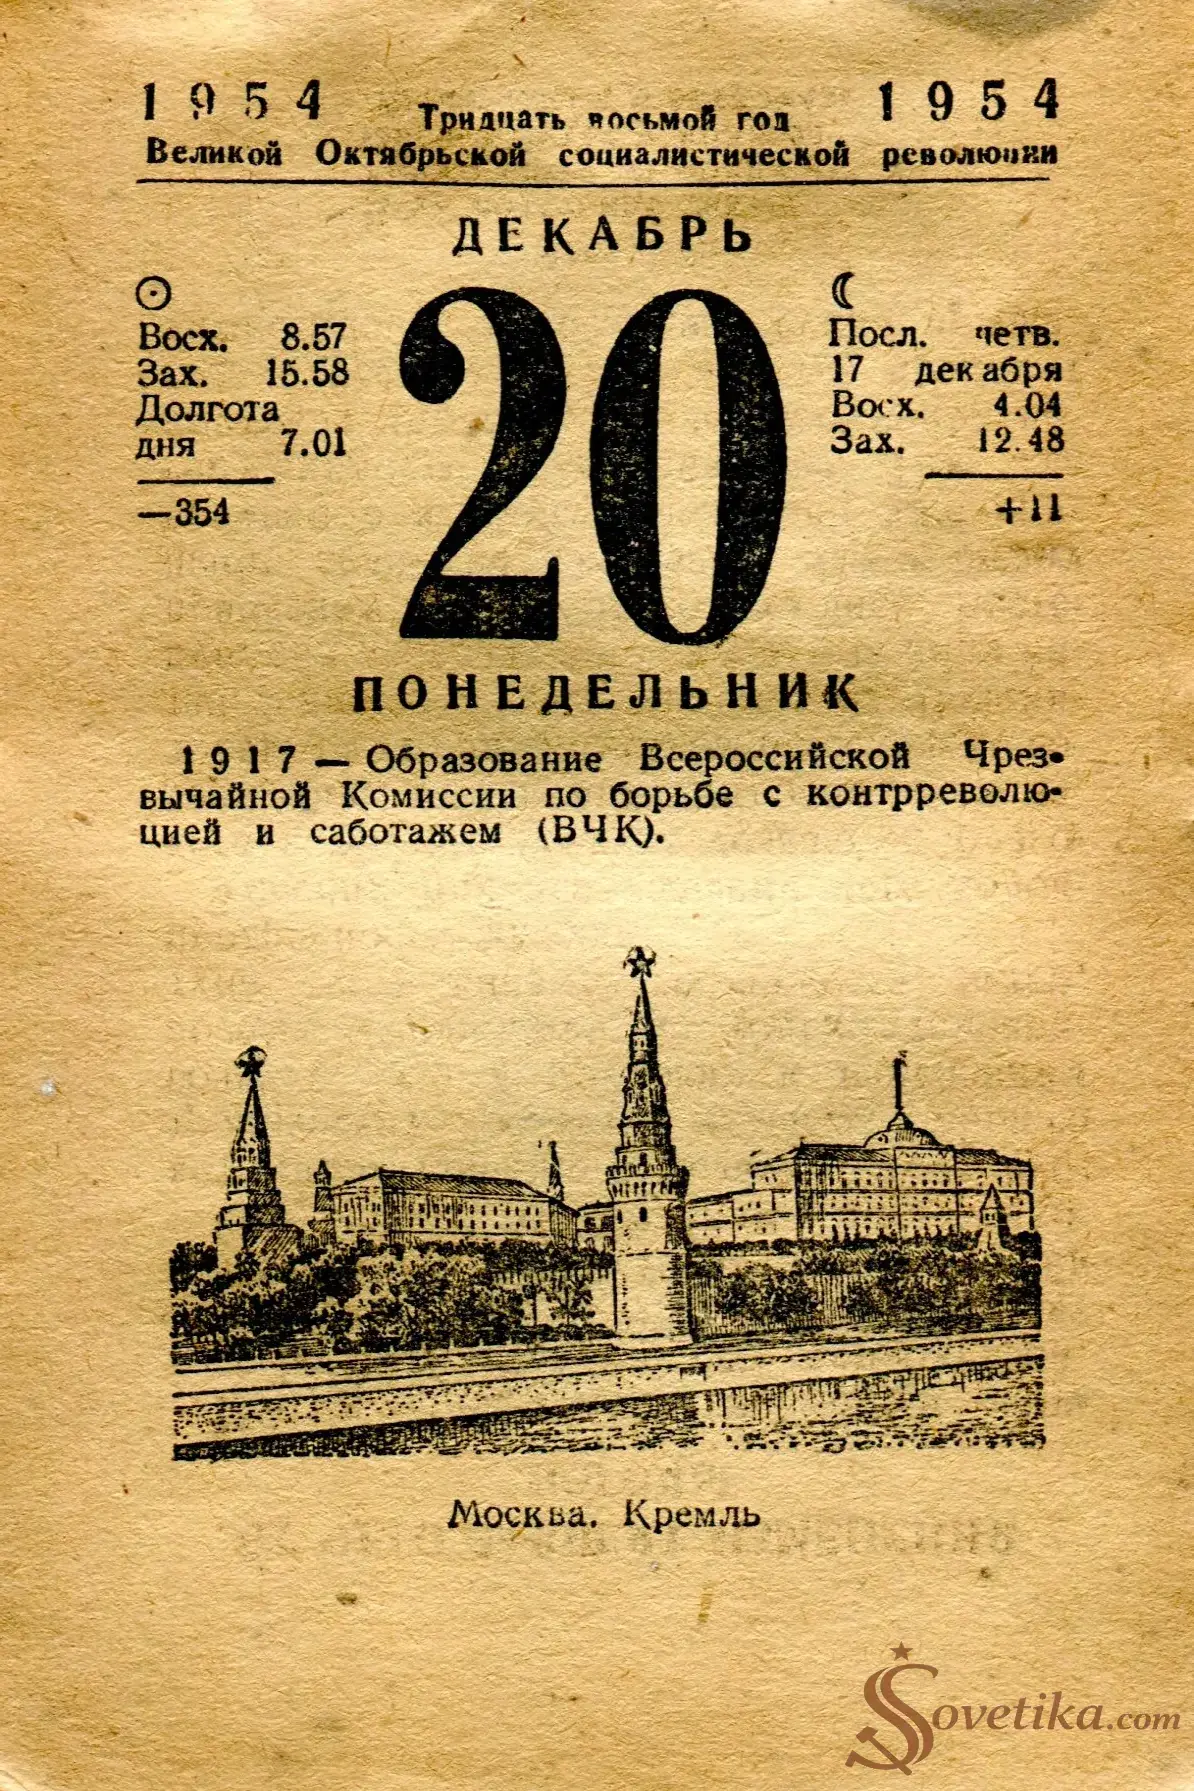 1954 1954
Тридцать восьмой год
Великой Октябрьской социалистической революции
ДЕКАБРЬ
Восх. 8.57
Зах. 15.58
Долгота
дня 7.01
—354
20
Посл. четв.
17 декабря
Восх. 4.04
Зах. 12.48
+11
ПОНЕДЕЛЬНИК
1917 — Образование Всероссийской Чрез-
вычайной Комиссии по борьбе с контрреволю-
цией и саботажем (ВЧК).
Москва. Кремль
Sovetika.com